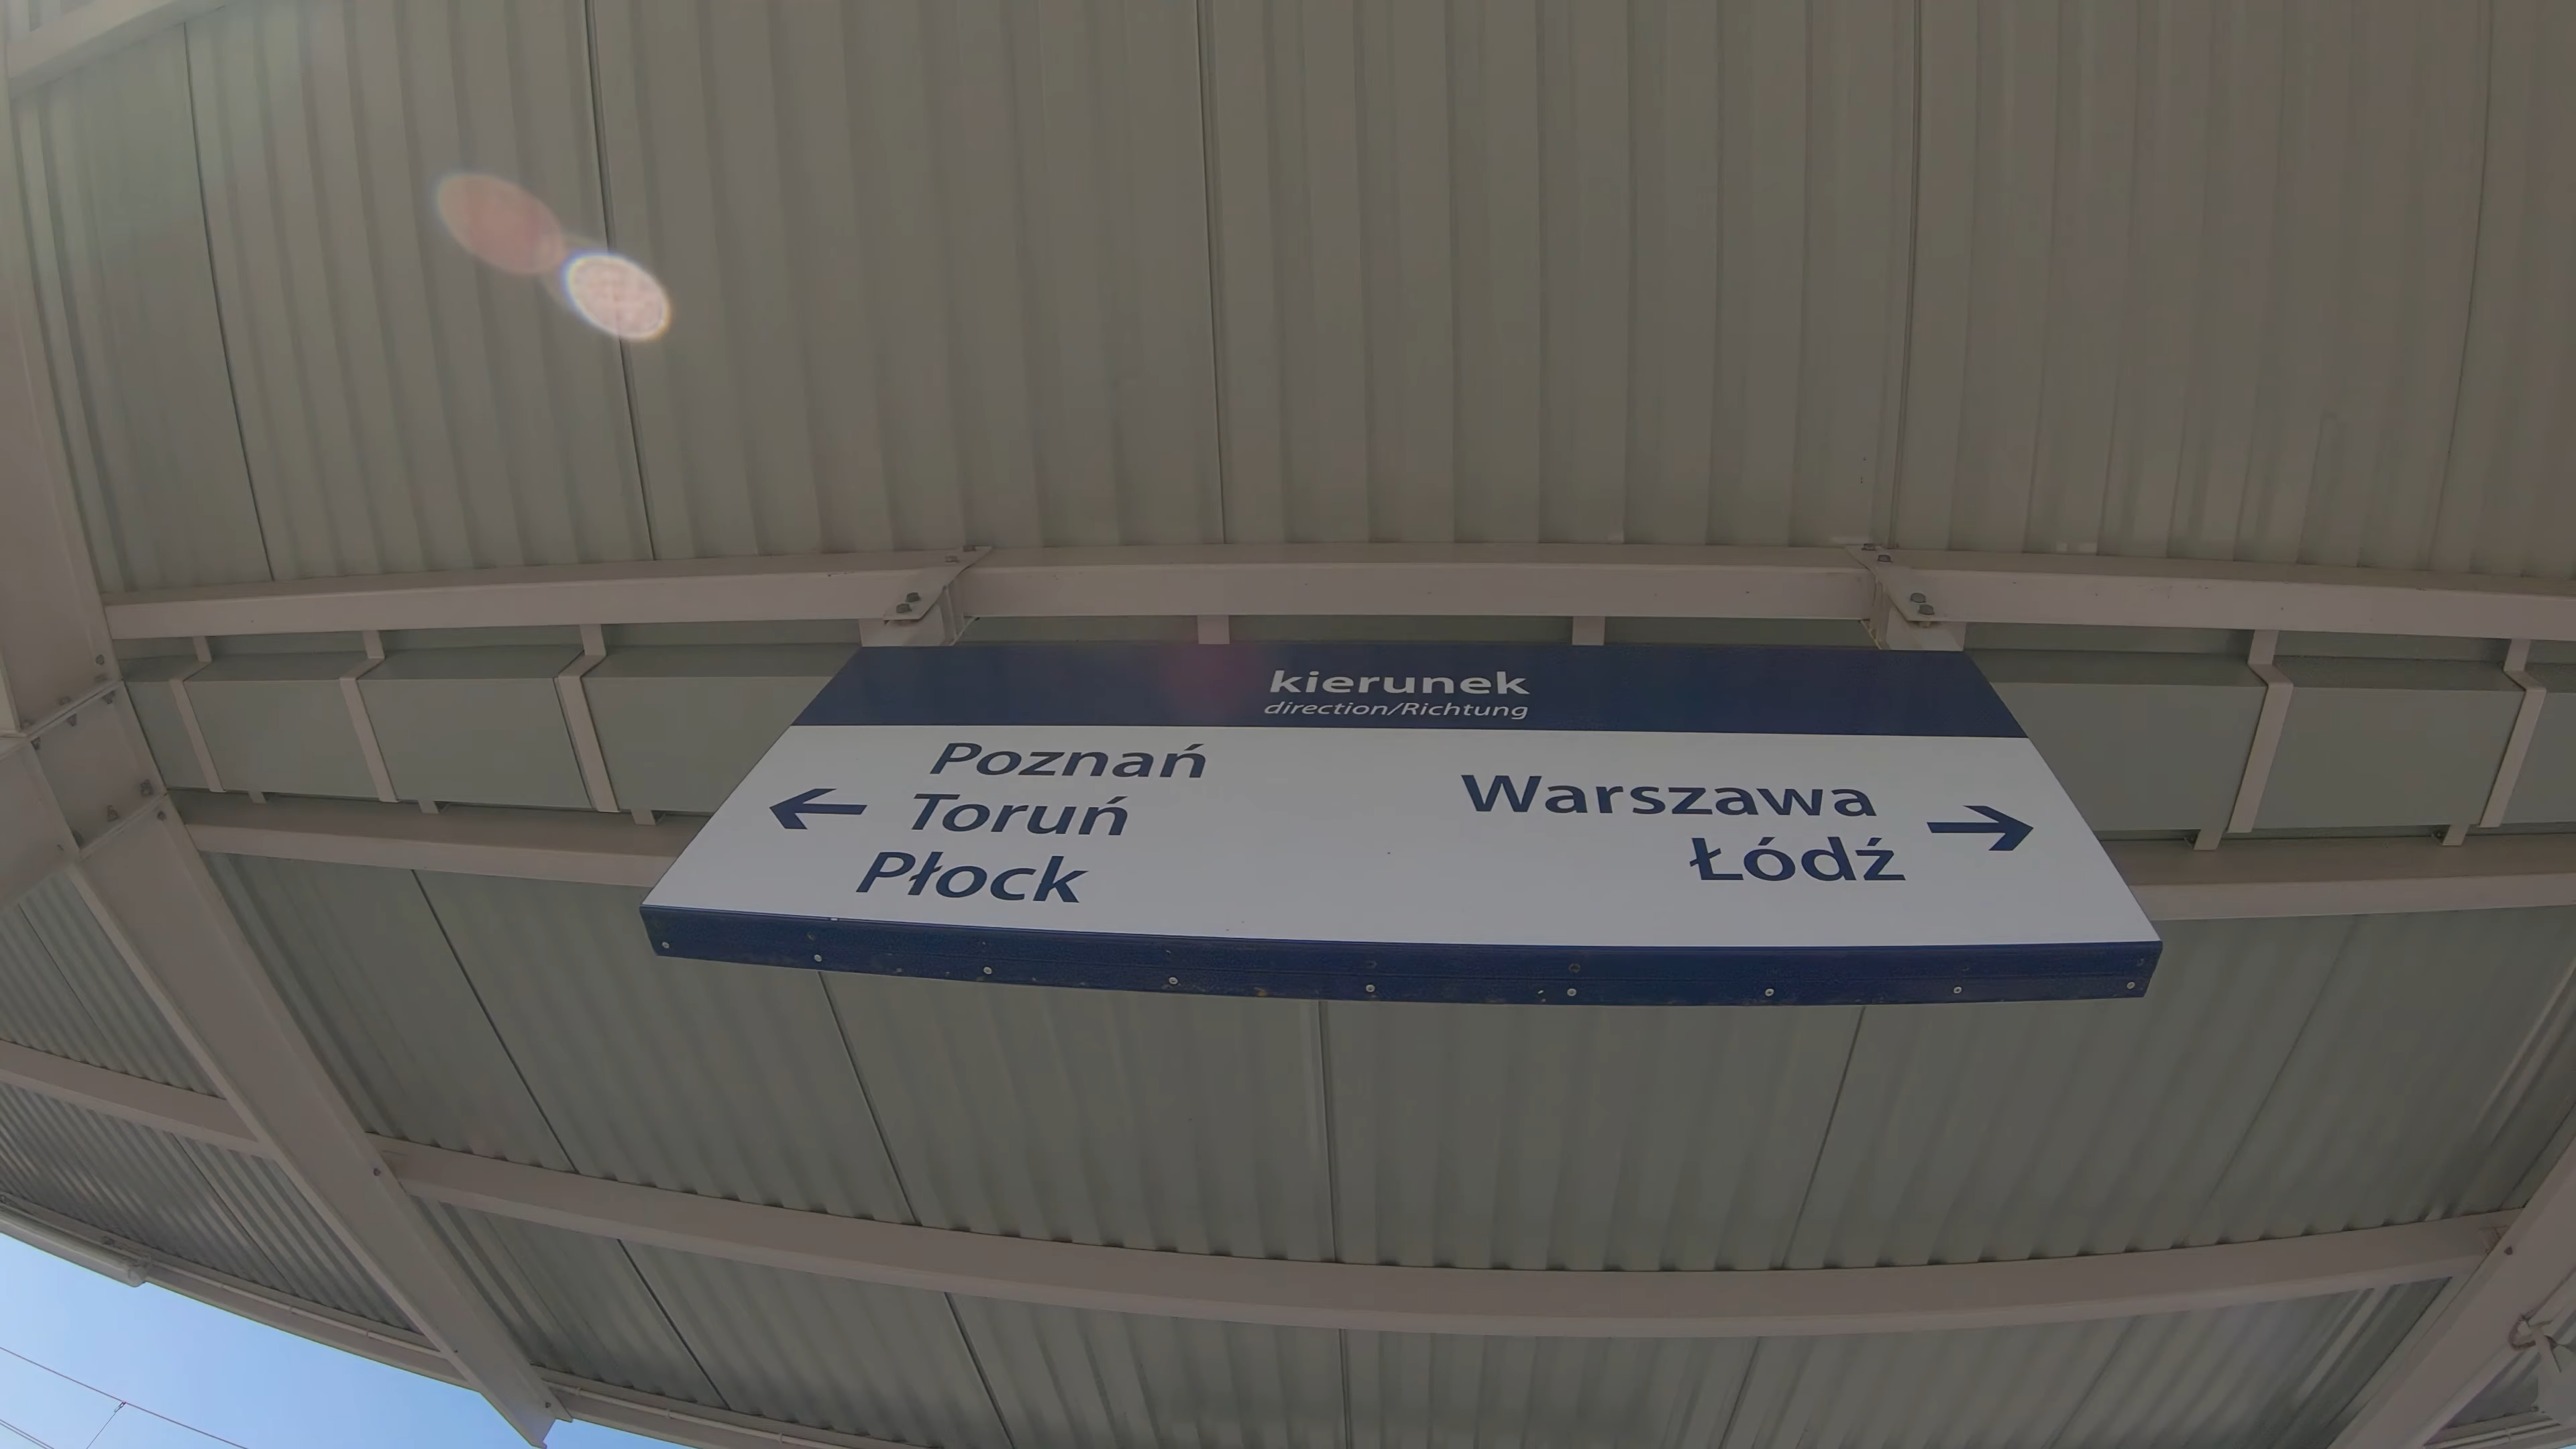 kierunek
direction/Richtung
Poznań
Toruń
Płock
Warszawa
Łódź